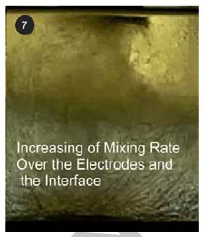 7
Increasing of Mixing Rate
Over the Electrodes and
the Interface